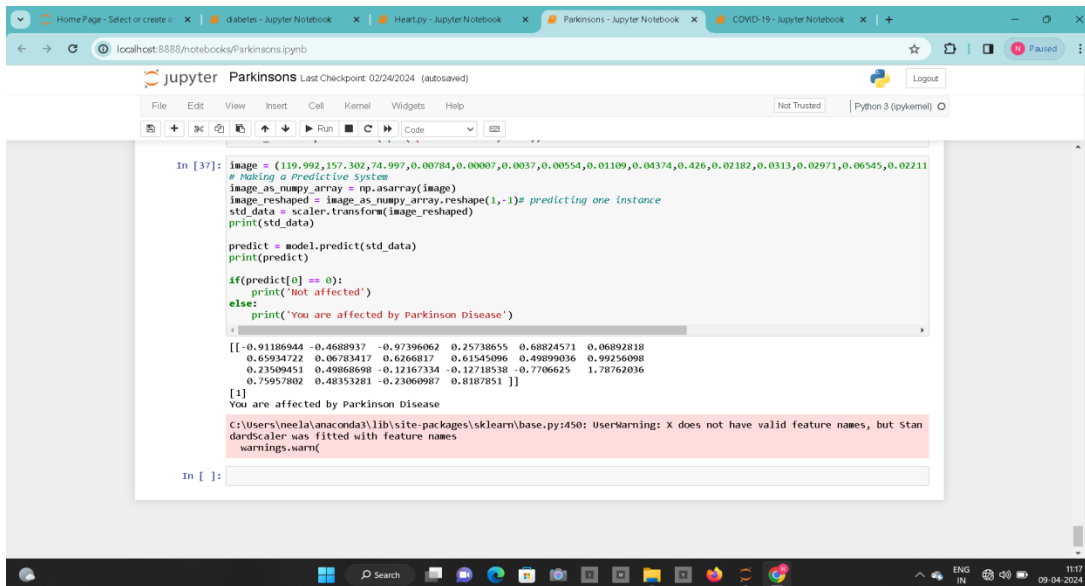 Home Page - Select or create a
diabetes - Jupyter Notebook
Heart.py - Jupyter Notebook
Parkinsons - Jupyter Notebook
COVID-19 - Jupyter Notebook
localhost:8888/notebooks/Parkinsons.ipynb
N Paused
jupyter Parkinsons Last Checkpoint: 02/24/2024 (autosaved)
Logout
File Edit View Insert Cell Kernel Widgets Help
Not Trusted
Python 3 (ipykernel)
Run
Code
In [37]:
image = (119.992,157.302,74.997,0.00784,0.00007,0.0037,0.00554,0.01109,0.04374,0.426,0.02182,0.0313,0.02971,0.06545,0.02211
# Making a Predictive System
image_as_numpy_array = np.asarray(image)
image_reshaped = image_as_numpy_array.reshape(1,-1)# predicting one instance
std_data = scaler.transform(image_reshaped)
print(std_data)
predict = model.predict(std_data)
print(predict)
if(predict[0] == 0):
print('Not affected')
else:
print('You are affected by Parkinson Disease')
[[-0.91186944 -0.4688937 -0.97396062 0.25738655 0.68824571 0.06892818
0.65934722 0.06783417 0.6266817 0.61545096 0.49899036 0.99256098
0.23509451 0.49868698 -0.12167334 -0.12718538 -0.7706625 1.78762036
0.75957802 0.48353281 -0.23060987 0.8187851 ]]
[1]
You are affected by Parkinson Disease
C:\Users\neela\anaconda3\lib\site-packages\sklearn\base.py:450: UserWarning: X does not have valid feature names, but Stan
dardScaler was fitted with feature names
warnings.warn(
In [ ]:
Search
ENG
IN
11:17
09-04-2024